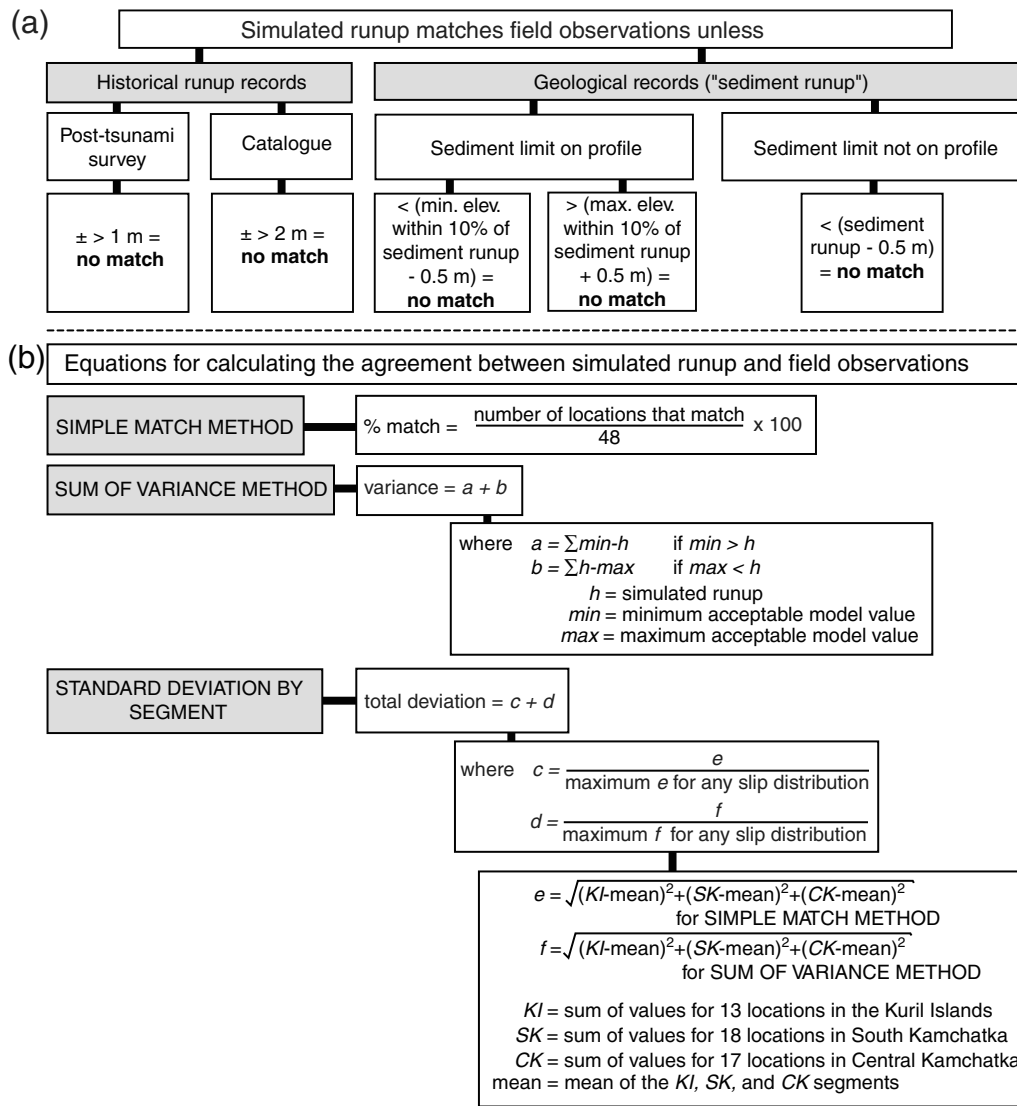 (a)
Simulated runup matches field observations unless
Historical runup records
Geological records ("sediment runup")
Post-tsunami
survey
Catalogue
Sediment limit on profile
Sediment limit not on profile
± > 1 m =
no match
± > 2 m =
no match
< (min. elev.
within 10% of
sediment runup
- 0.5 m) =
no match
> (max. elev.
within 10% of
sediment runup
+ 0.5 m) =
no match
< (sediment
runup - 0.5 m)
= no match
(b)
Equations for calculating the agreement between simulated runup and field observations
SIMPLE MATCH METHOD
% match = number of locations that match / 48 x 100
SUM OF VARIANCE METHOD
variance = a + b
where a = ∑min-h if min > h
b = ∑h-max if max < h
h = simulated runup
min = minimum acceptable model value
max = maximum acceptable model value
STANDARD DEVIATION BY
SEGMENT
total deviation = c + d
where c = e / maximum e for any slip distribution
d = f / maximum f for any slip distribution
e = √(KI-mean)²+(SK-mean)²+(CK-mean)²
for SIMPLE MATCH METHOD
f = √(KI-mean)²+(SK-mean)²+(CK-mean)²
for SUM OF VARIANCE METHOD
KI = sum of values for 13 locations in the Kuril Islands
SK = sum of values for 18 locations in South Kamchatka
CK = sum of values for 17 locations in Central Kamchatka
mean = mean of the KI, SK, and CK segments